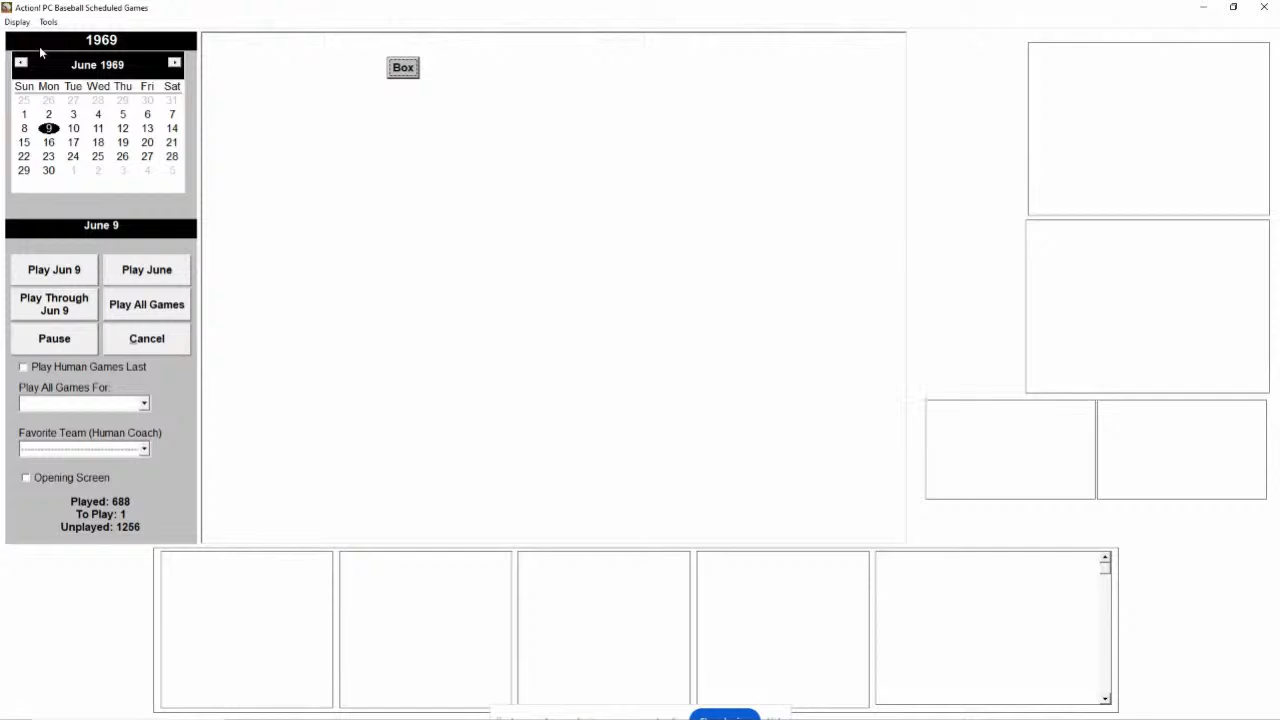 Action! PC Baseball Scheduled Games
Display Tools
1969
June 1969
Sun Mon Tue Wed Thu Fri Sat
25 26 27 28 29 30 31
1 2 3 4 5 6 7
8 9 10 11 12 13 14
15 16 17 18 19 20 21
22 23 24 25 26 27 28
29 30 1 2 3 4 5
Box
June 9
Play Jun 9
Play June
Play Through
Jun 9
Play All Games
Pause
Cancel
Play Human Games Last
Play All Games For:
Favorite Team (Human Coach)
Opening Screen
Played: 688
To Play: 1
Unplayed: 1256